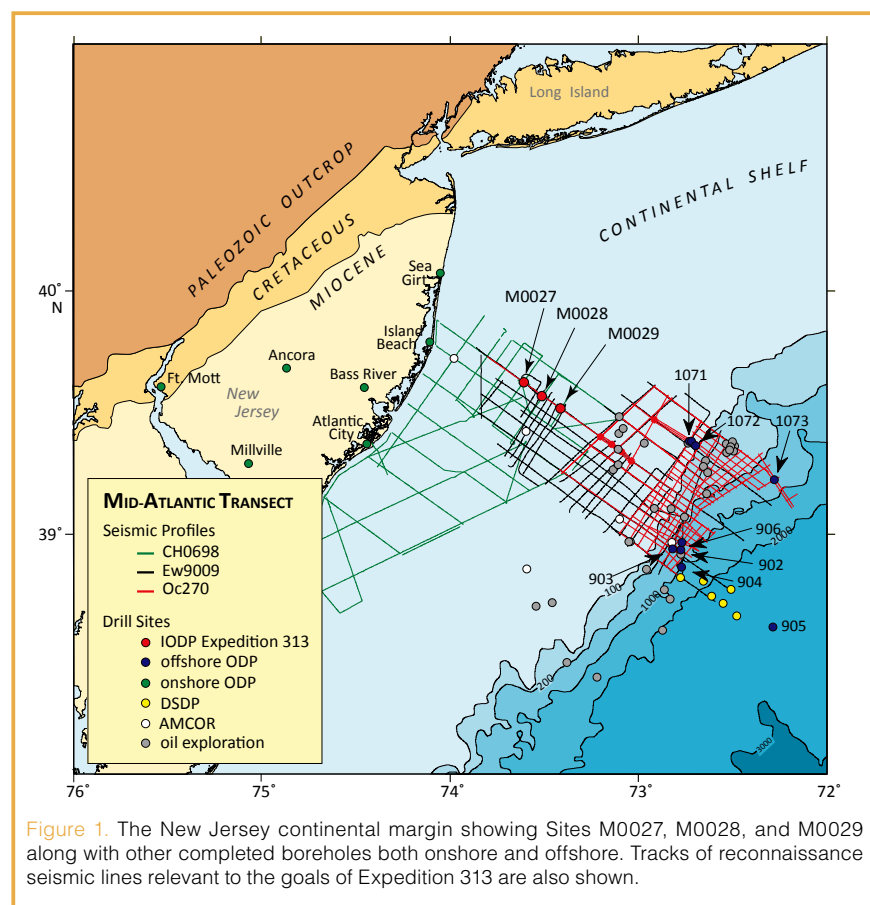 Long Island
CONTINENTAL SHELF
PALEOZOIC OUTCROP
CRETACEOUS
MIOCENE
Sea
Girt
40°
N
M0027
M0028
M0029
Island
Beach
Ancora
Ft. Mott
Bass River
New
Jersey
1071
1072
1073
Atlantic
City
Millville
39°
MID-ATLANTIC TRANSECT
Seismic Profiles
CH0698
Ew9009
Oc270
Drill Sites
IODP Expedition 313
offshore ODP
onshore ODP
DSDP
AMCOR
oil exploration
906
2000
902
903
904
100
1000
905
200
3000
76°
75°
74°
73°
72°
Figure 1. The New Jersey continental margin showing Sites M0027, M0028, and M0029
along with other completed boreholes both onshore and offshore. Tracks of reconnaissance
seismic lines relevant to the goals of Expedition 313 are also shown.